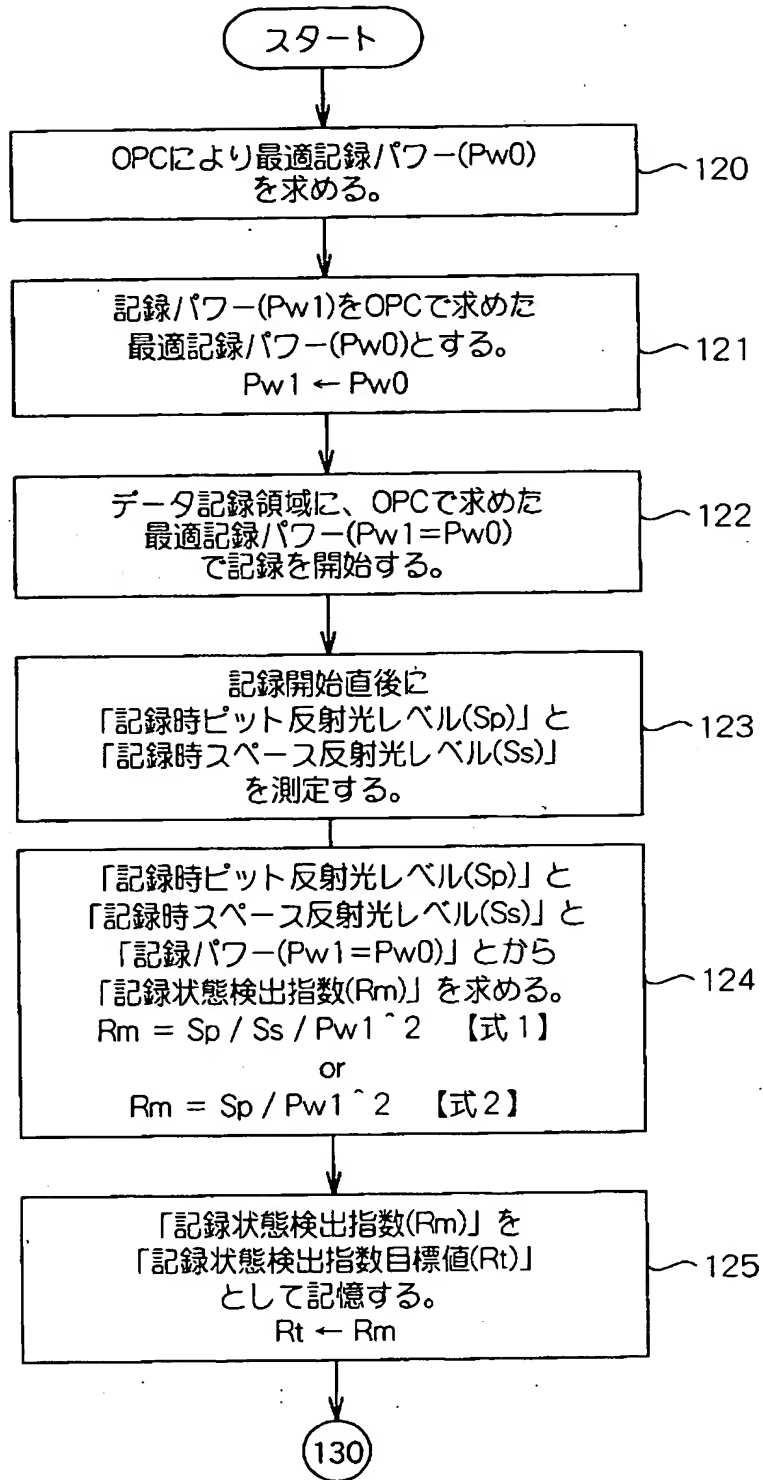 スタート
OPCにより最適記録パワー(Pw0)
を求める。
120
記録パワー(Pw1)をOPCで求めた
最適記録パワー(Pw0)とする。
Pw1 ← Pw0
121
データ記録領域に、OPCで求めた
最適記録パワー(Pw1=Pw0)
で記録を開始する。
122
記録開始直後に
「記録時ピット反射光レベル(Sp)」と
「記録時スペース反射光レベル(Ss)」
を測定する。
123
「記録時ピット反射光レベル(Sp)」と
「記録時スペース反射光レベル(Ss)」と
「記録パワー(Pw1=Pw0)」とから
「記録状態検出指数(Rm)」を求める。
Rm = Sp / Ss / Pw1^2 【式1】
or
Rm = Sp / Pw1^2 【式2】
124
「記録状態検出指数(Rm)」を
「記録状態検出指数目標値(Rt)」
として記憶する。
Rt ← Rm
125
130